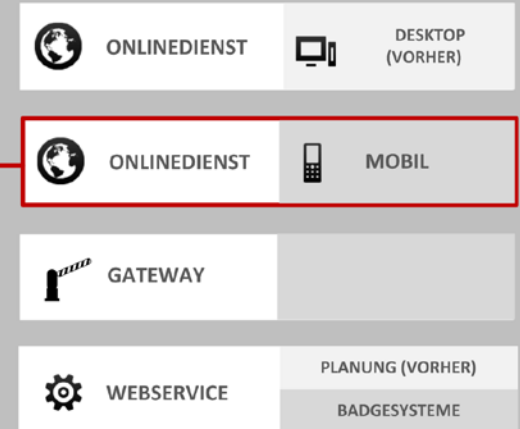 ONLINEDIENST
DESKTOP
(VORHER)
ONLINEDIENST
MOBIL
GATEWAY
WEBSERVICE
PLANUNG (VORHER)
BADGESYSTEME